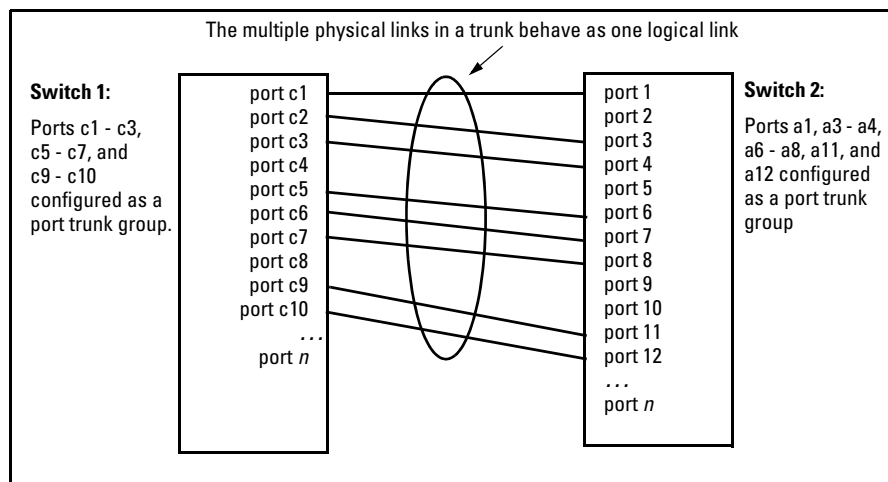 The multiple physical links in a trunk behave as one logical link
Switch 1:
Ports c1 - c3,
c5 - c7, and
c9 - c10
configured as a
port trunk group.
port c1
port c2
port c3
port c4
port c5
port c6
port c7
port c8
port c9
port c10
...
port n
port 1
port 2
port 3
port 4
port 5
port 6
port 7
port 8
port 9
port 10
port 11
port 12
...
port n
Switch 2:
Ports a1, a3 - a4,
a6 - a8, a11, and
a12 configured
as a port trunk
group